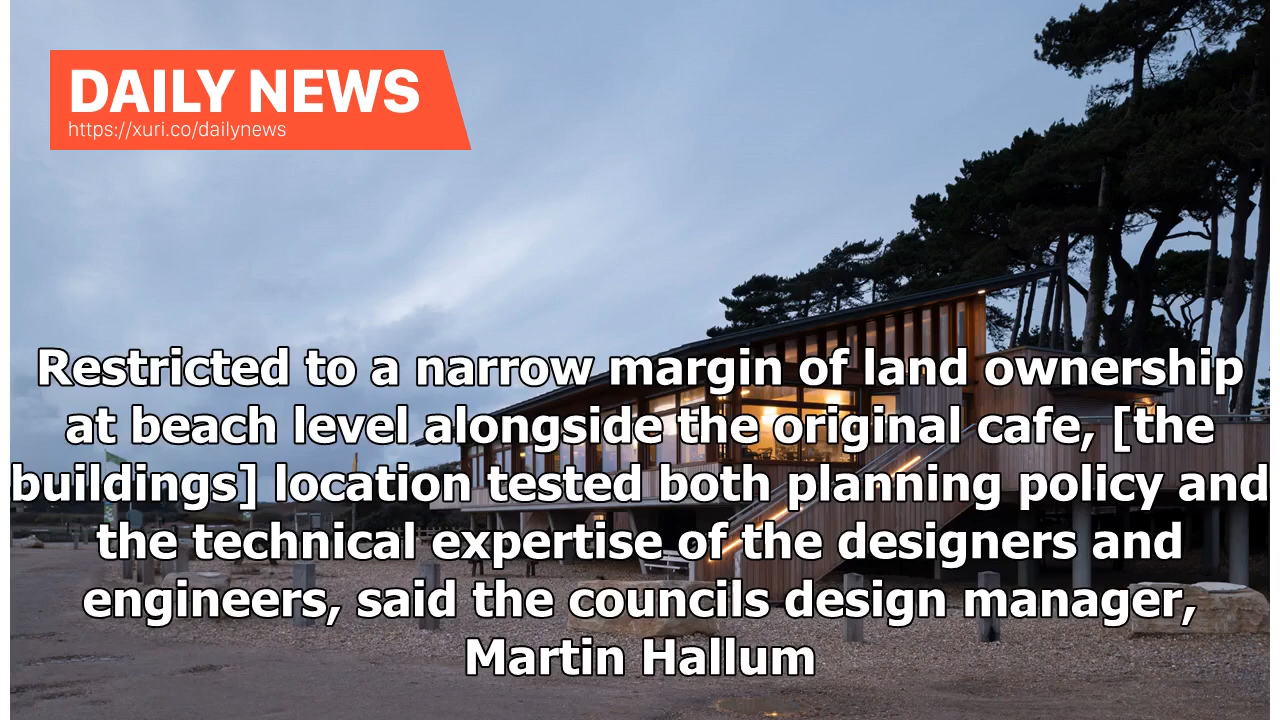 DAILY NEWS
https://xuri.co/dailynews
Restricted to a narrow margin of land ownership
at beach level alongside the original cafe, [the
buildings] location tested both planning policy and
the technical expertise of the designers and
engineers, said the councils design manager,
Martin Hallum